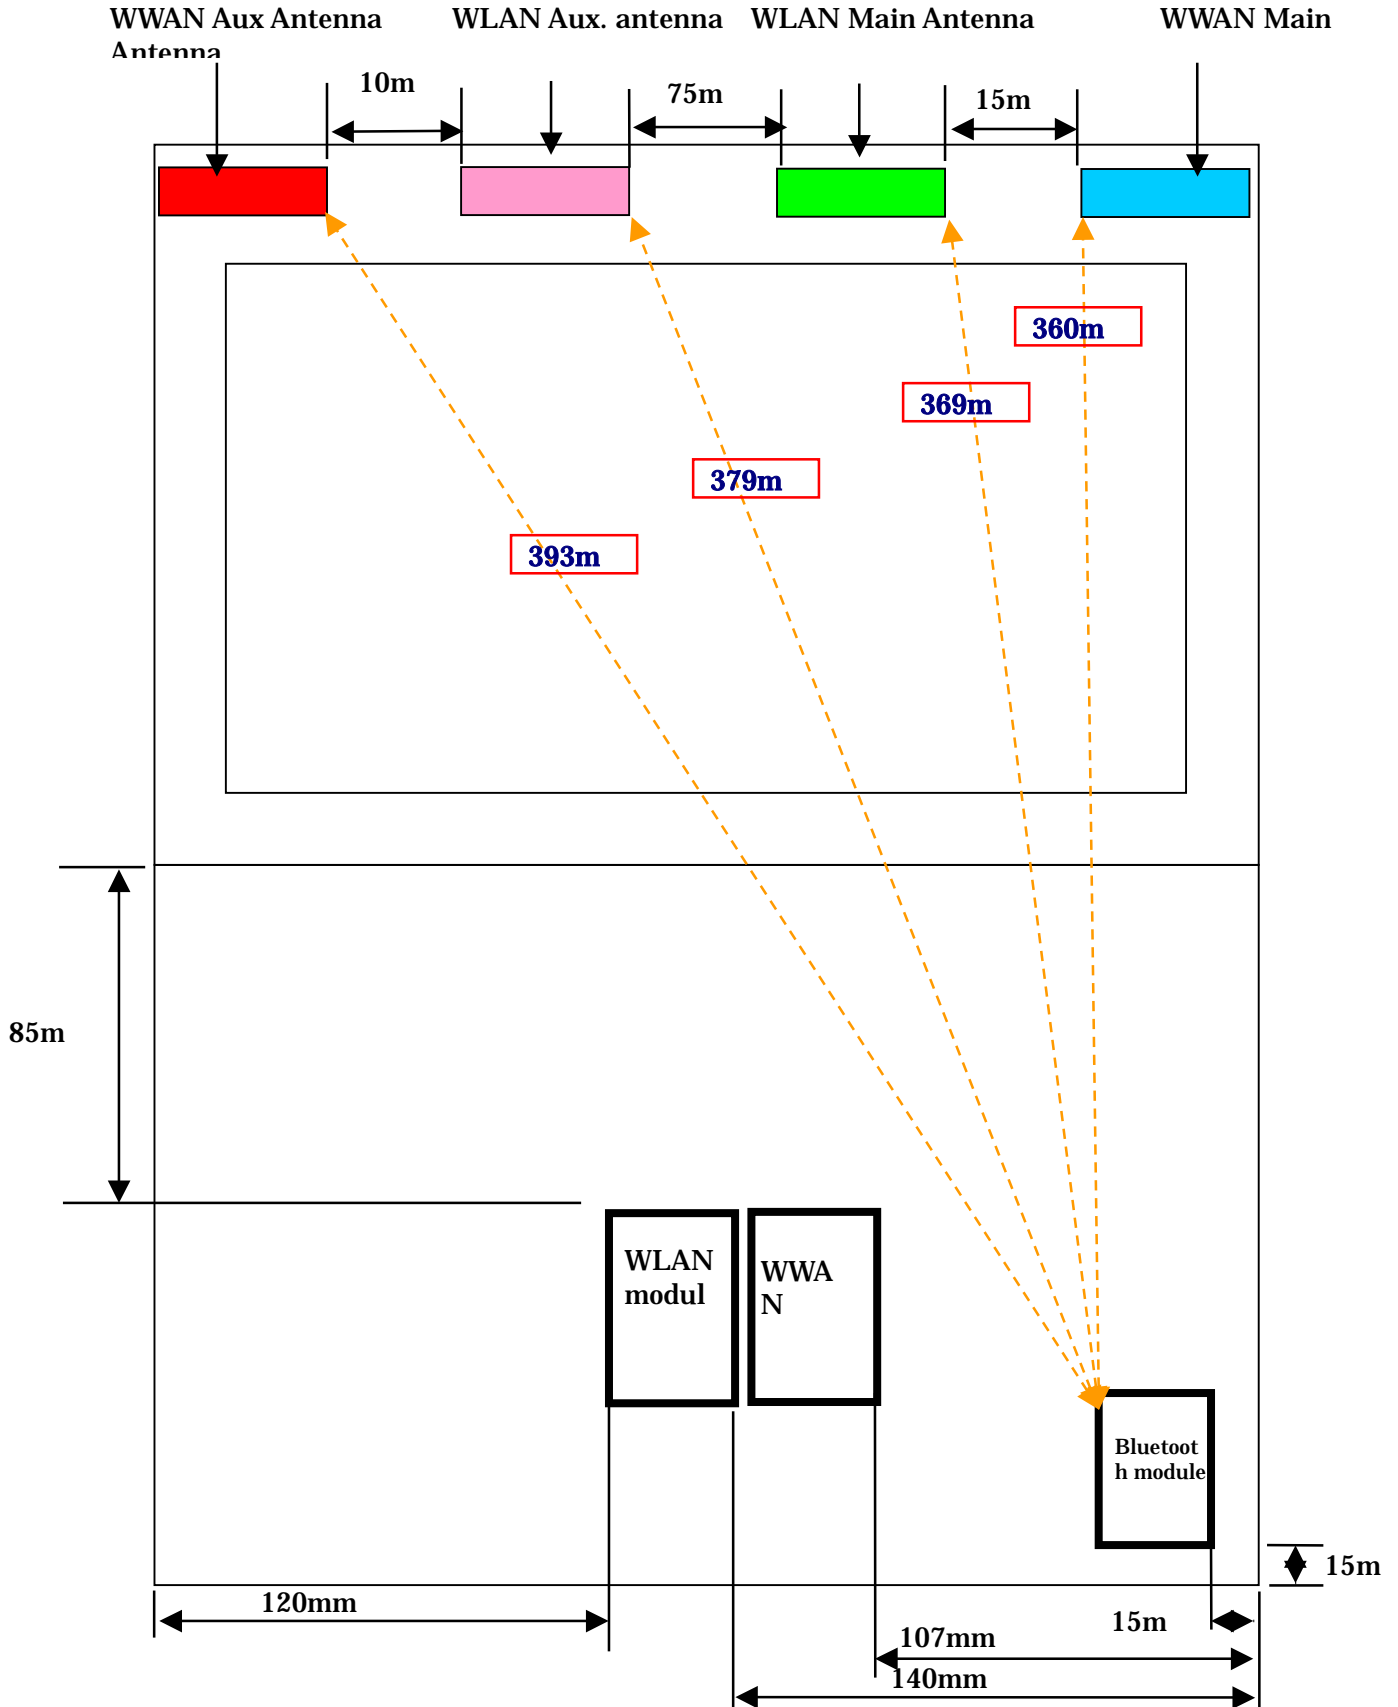 WWAN Aux Antenna WLAN Aux. antenna WLAN Main Antenna WWAN Main
Antenna
10m 75m 15m
360m
369m
379m
393m
85m
WLAN
modul
WWA
N
Bluetoot
h module
15m
120mm 15m
107mm
140mm